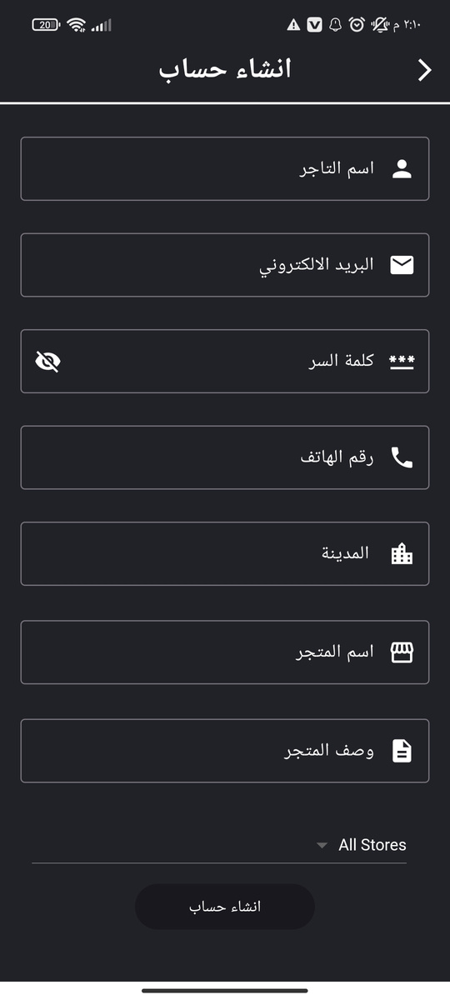 ٢:١٠ م
20
انشاء حساب
اسم التاجر
البريد الالكتروني
كلمة السر
رقم الهاتف
المدينة
اسم المتجر
وصف المتجر
All Stores
انشاء حساب